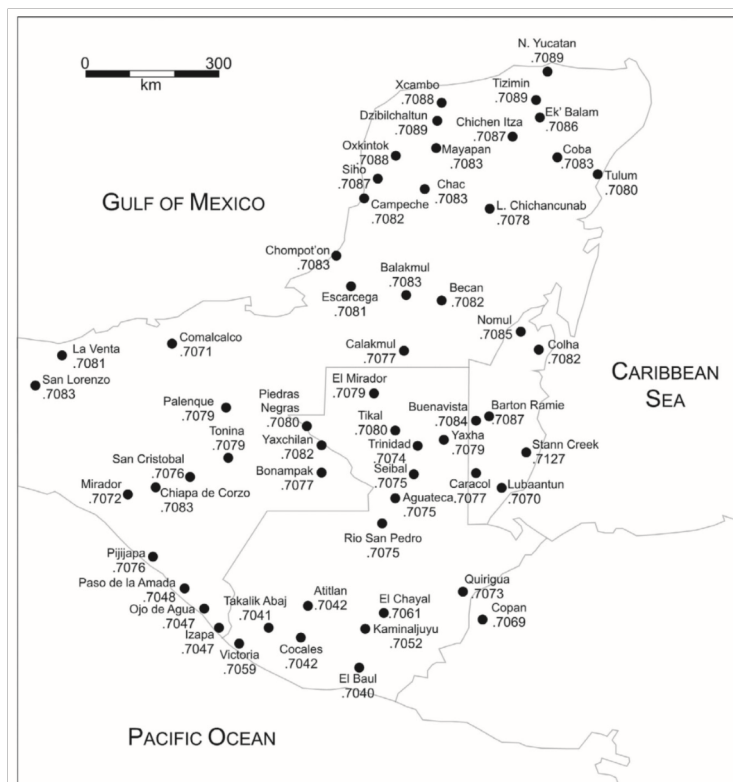 0
300
km
N. Yucatan
.7089
Xcambo
.7088
Tizimin
.7089
Dzibilchaltun
.7089
Ek' Balam
.7086
Chichen Itza
.7087
Oxkintok
.7088
Mayapan
.7083
Coba
.7083
Siho
.7087
Tulum
.7080
Chac
.7083
Campeche
.7082
L. Chichancunab
.7078
GULF OF MEXICO
Chompot'on
.7083
Balakmul
.7083
Becan
.7082
Escarcega
.7081
Nomul
.7085
Comalcalco
.7071
La Venta
.7081
Calakmul
.7077
Colha
.7082
CARIBBEAN
SEA
San Lorenzo
.7083
El Mirador
.7079
Palenque
.7079
Piedras
Negras
.7080
Buenavista
.7084
Barton Ramie
.7087
Tikal
.7080
Tonina
.7079
Yaxchilan
.7082
Trinidad
.7074
Yaxha
.7079
Stann Creek
.7127
San Cristobal
.7076
Bonampak
.7077
Seibal
.7075
Mirador
.7072
Chiapa de Corzo
.7083
Caracol
.7077
Lubaantun
.7070
Aguateca
.7075
Rio San Pedro
.7075
Pijijapa
.7076
Paso de la Amada
.7048
Quirigua
.7073
Ojo de Agua
.7047
Takalik Abaj
.7041
Atitlan
.7042
El Chayal
.7061
Copan
.7069
Izapa
.7047
Kaminaljuyu
.7052
Victoria
.7059
Cocales
.7042
El Baul
.7040
PACIFIC OCEAN